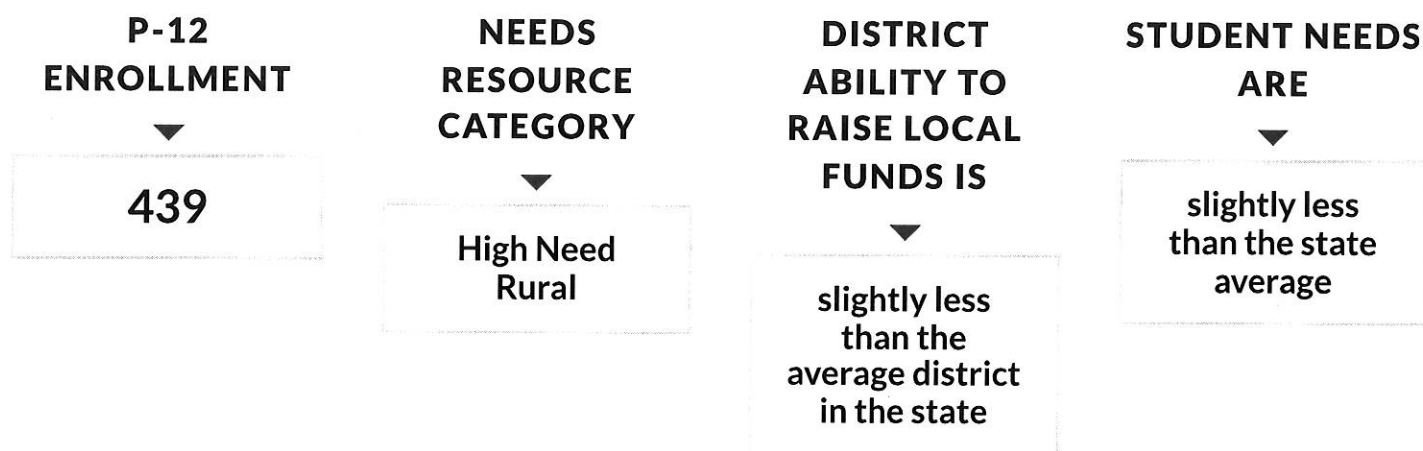 P-12
ENROLLMENT
439
NEEDS
RESOURCE
CATEGORY
High Need
Rural
DISTRICT
ABILITY TO
RAISE LOCAL
FUNDS IS
slightly less
than the
average district
in the state
STUDENT NEEDS
ARE
slightly less
than the state
average